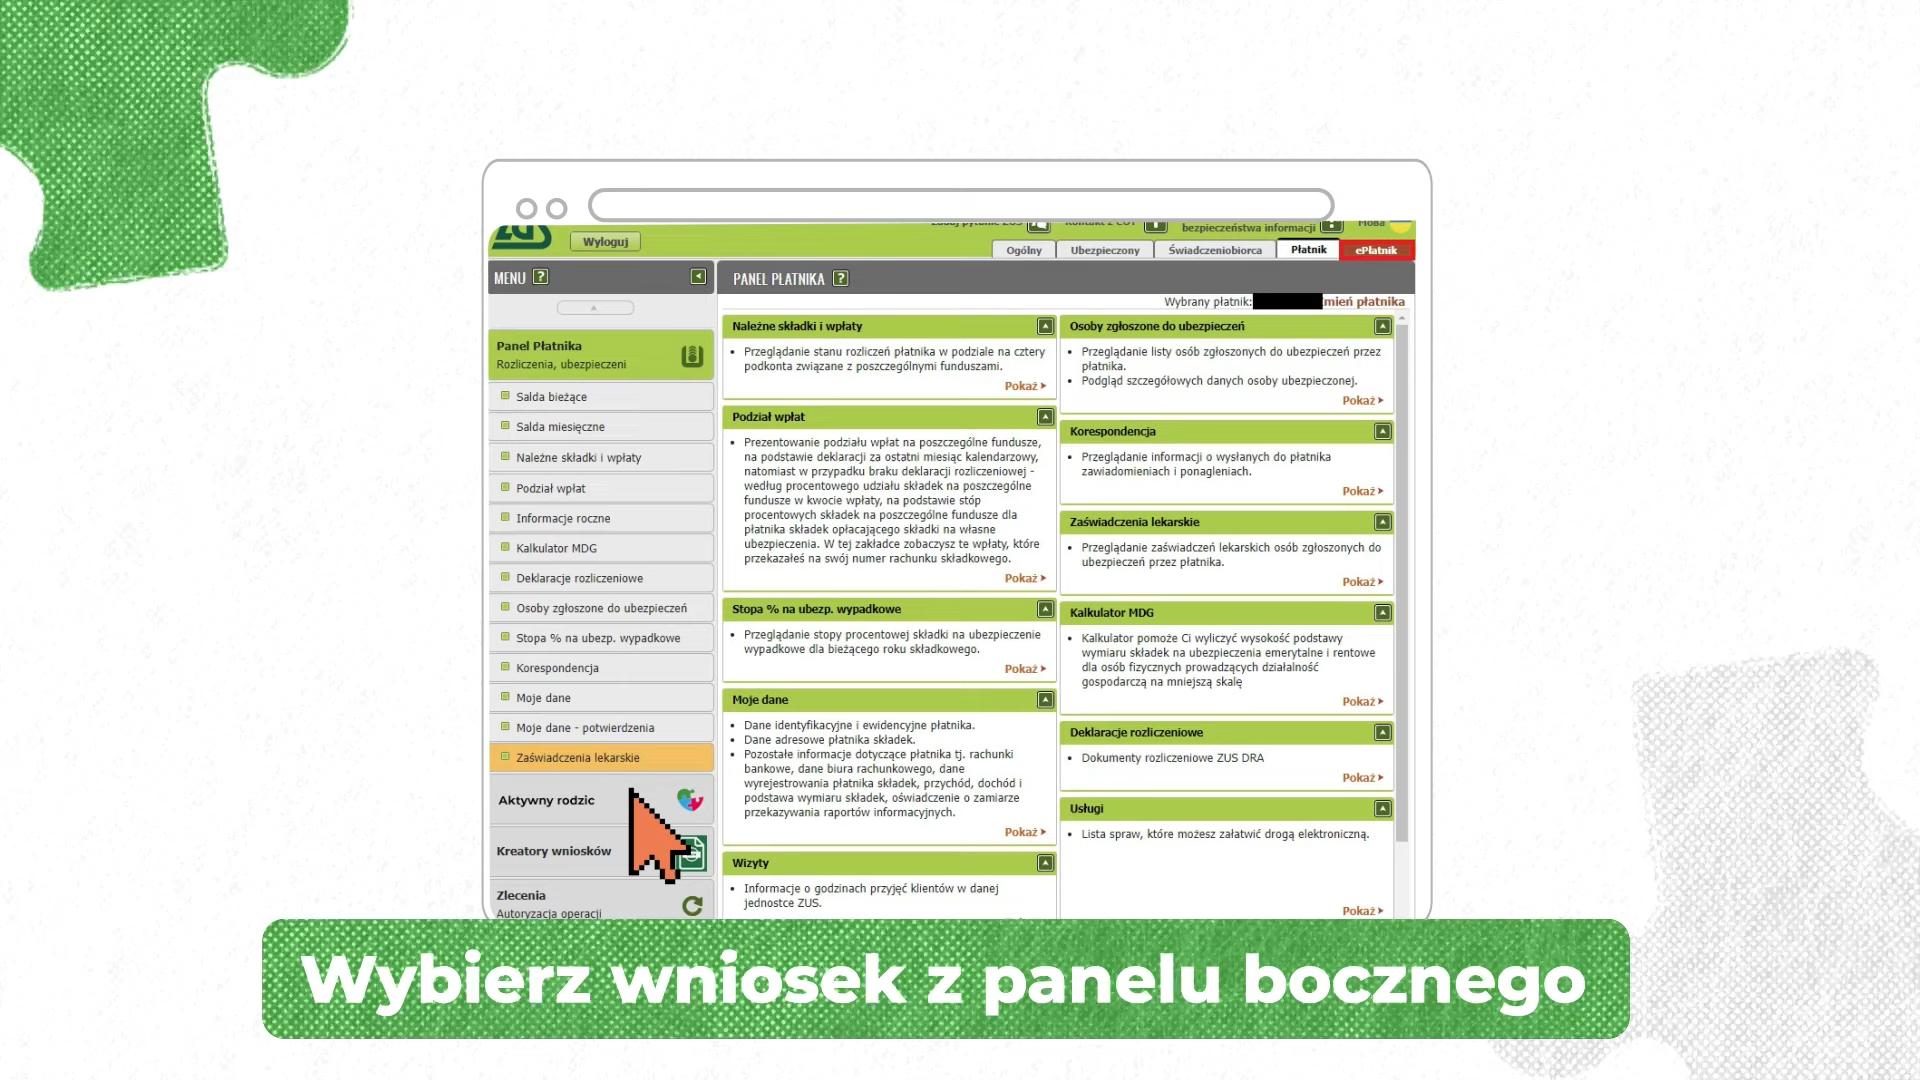 ZUS
Wyloguj
bezpieczeństwa informacji
Ogólny
Ubezpieczony
Świadczeniobiorca
Płatnik
ePłatnik
MENU ?
PANEL PŁATNIKA ?
Wybrany płatnik:
mień płatnika
Panel Płatnika
Rozliczenia, ubezpieczeni
Salda bieżące
Salda miesięczne
Należne składki i wpłaty
Podział wpłat
Informacje roczne
Kalkulator MDG
Deklaracje rozliczeniowe
Osoby zgłoszone do ubezpieczeń
Stopa % na ubezp. wypadkowe
Korespondencja
Moje dane
Moje dane - potwierdzenia
Zaświadczenia lekarskie
Aktywny rodzic
Kreatory wniosków
Zlecenia
Autoryzacja operacji
Należne składki i wpłaty
• Przeglądanie stanu rozliczeń płatnika w podziale na cztery
podkonta związane z poszczególnymi funduszami.
Pokaż
Podział wpłat
• Prezentowanie podziału wpłat na poszczególne fundusze,
na podstawie deklaracji za ostatni miesiąc kalendarzowy,
natomiast w przypadku braku deklaracji rozliczeniowej -
według procentowego udziału składek na poszczególne
fundusze w kwocie wpłaty, na podstawie stóp
procentowych składek na poszczególne fundusze dla
płatnika składek opłacającego składki na własne
ubezpieczenia. W tej zakładce zobaczysz te wpłaty, które
przekazałeś na swój numer rachunku składkowego.
Pokaż
Stopa % na ubezp. wypadkowe
• Przeglądanie stopy procentowej składki na ubezpieczenie
wypadkowe dla bieżącego roku składkowego.
Pokaż
Moje dane
• Dane identyfikacyjne i ewidencyjne płatnika.
• Dane adresowe płatnika składek.
• Pozostałe informacje dotyczące płatnika tj. rachunki
bankowe, dane biura rachunkowego, dane
wyrejestrowania płatnika składek, przychód, dochód i
podstawa wymiaru składek, oświadczenie o zamiarze
przekazywania raportów informacyjnych.
Pokaż
Wizyty
• Informacje o godzinach przyjęć klientów w danej
jednostce ZUS.
Osoby zgłoszone do ubezpieczeń
• Przeglądanie listy osób zgłoszonych do ubezpieczeń przez
płatnika.
• Podgląd szczegółowych danych osoby ubezpieczonej.
Pokaż
Korespondencja
• Przeglądanie informacji o wysłanych do płatnika
zawiadomieniach i ponagleniach.
Pokaż
Zaświadczenia lekarskie
• Przeglądanie zaświadczeń lekarskich osób zgłoszonych do
ubezpieczeń przez płatnika.
Pokaż
Kalkulator MDG
• Kalkulator pomoże Ci wyliczyć wysokość podstawy
wymiaru składek na ubezpieczenia emerytalne i rentowe
dla osób fizycznych prowadzących działalność
gospodarczą na mniejszą skalę
Pokaż
Deklaracje rozliczeniowe
• Dokumenty rozliczeniowe ZUS DRA
Pokaż
Usługi
• Lista spraw, które możesz załatwić drogą elektroniczną.
Pokaż
Wybierz wniosek z panelu bocznego